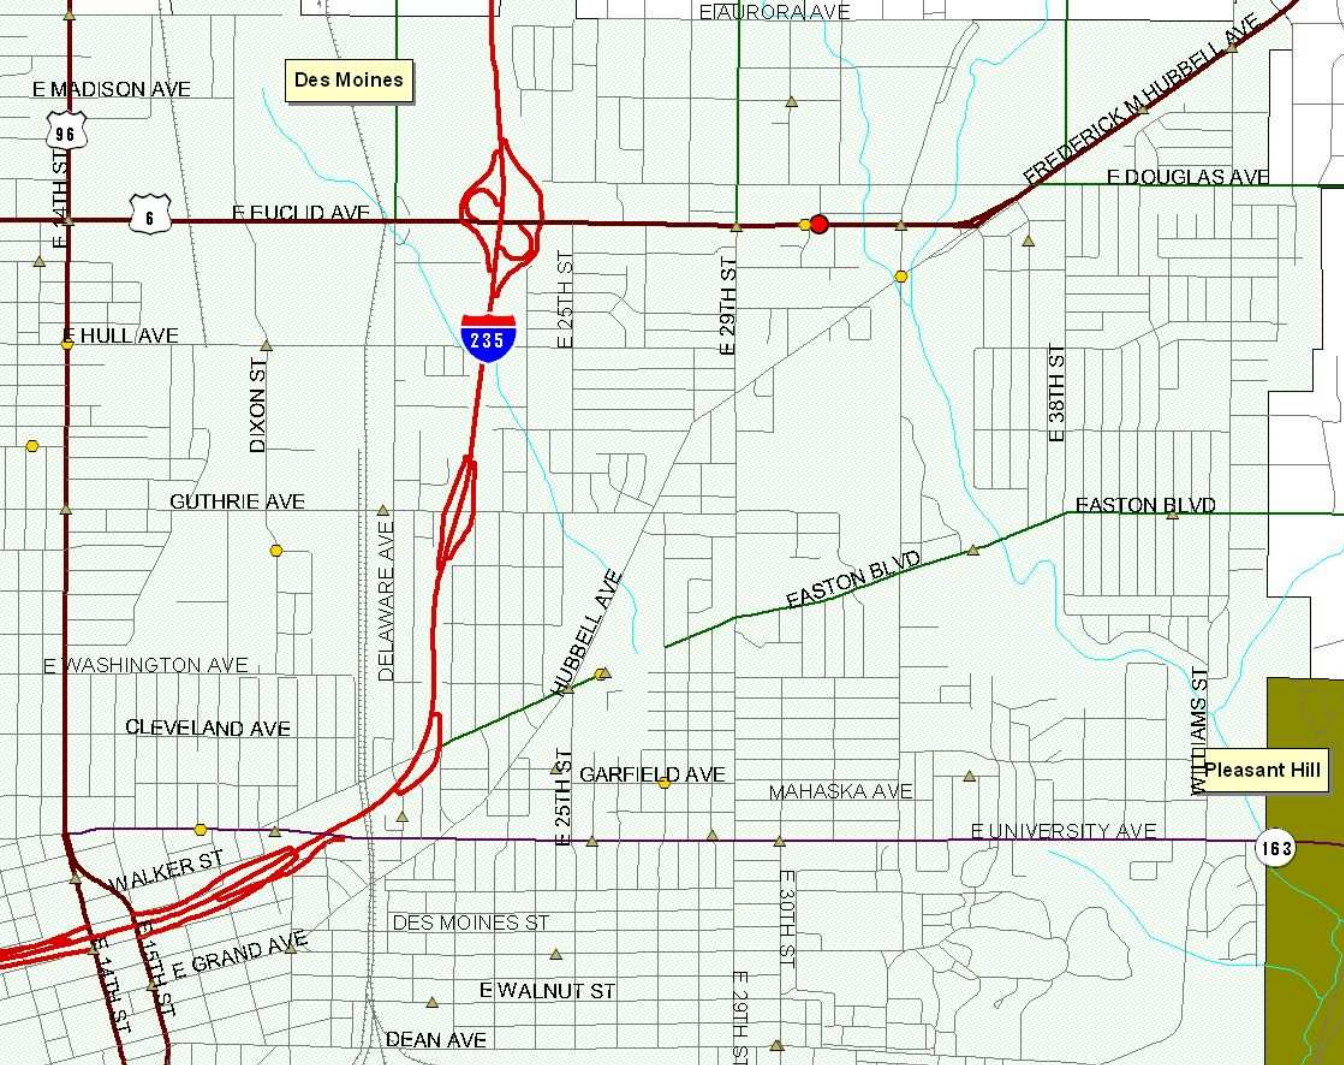 E AURORA AVE
Des Moines
E MADISON AVE
96
E 14TH ST
FREDERICK M HUBBELL AVE
E DOUGLAS AVE
6
E EUCLID AVE
E 25TH ST
E 29TH ST
E HULL AVE
235
DIXON ST
E 38TH ST
GUTHRIE AVE
EASTON BLVD
DELAWARE AVE
EASTON BLVD
HUBBELL AVE
E WASHINGTON AVE
CLEVELAND AVE
WILLIAMS ST
Pleasant Hill
E 25TH ST
GARFIELD AVE
MAHASKA AVE
E UNIVERSITY AVE
163
WALKER ST
E 30TH ST
DES MOINES ST
E 14TH ST
E 15TH ST
E GRAND AVE
E WALNUT ST
E 29TH ST
DEAN AVE